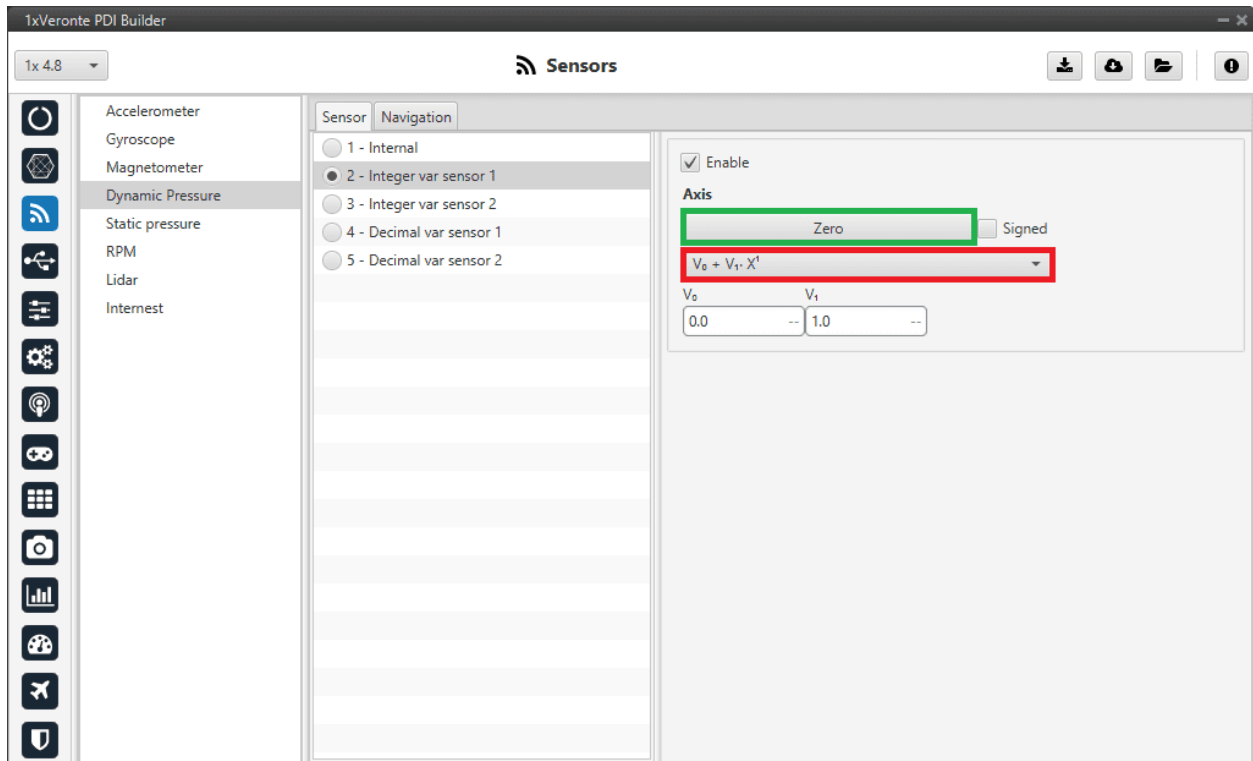 1xVeronte PDI Builder
1x 4.8
Sensors
Accelerometer
Gyroscope
Magnetometer
Dynamic Pressure
Static pressure
RPM
Lidar
Internest
Sensor Navigation
1 - Internal
2 - Integer var sensor 1
3 - Integer var sensor 2
4 - Decimal var sensor 1
5 - Decimal var sensor 2
Enable
Axis
Zero Signed
V₀ + V₁· X¹
V₀ V₁
0.0 -- 1.0 --